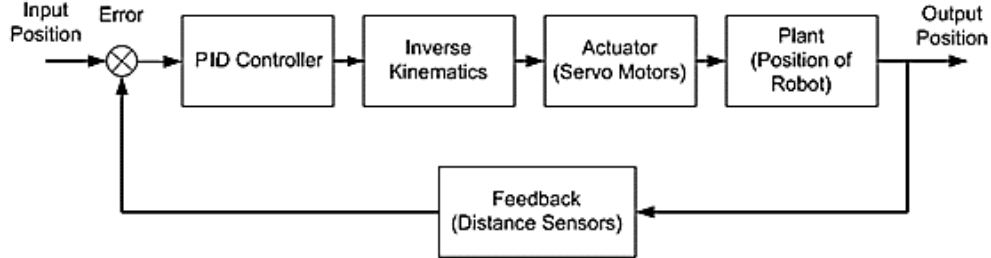 Input
Position
Error
PID Controller
Inverse
Kinematics
Actuator
(Servo Motors)
Plant
(Position of
Robot)
Output
Position
Feedback
(Distance Sensors)